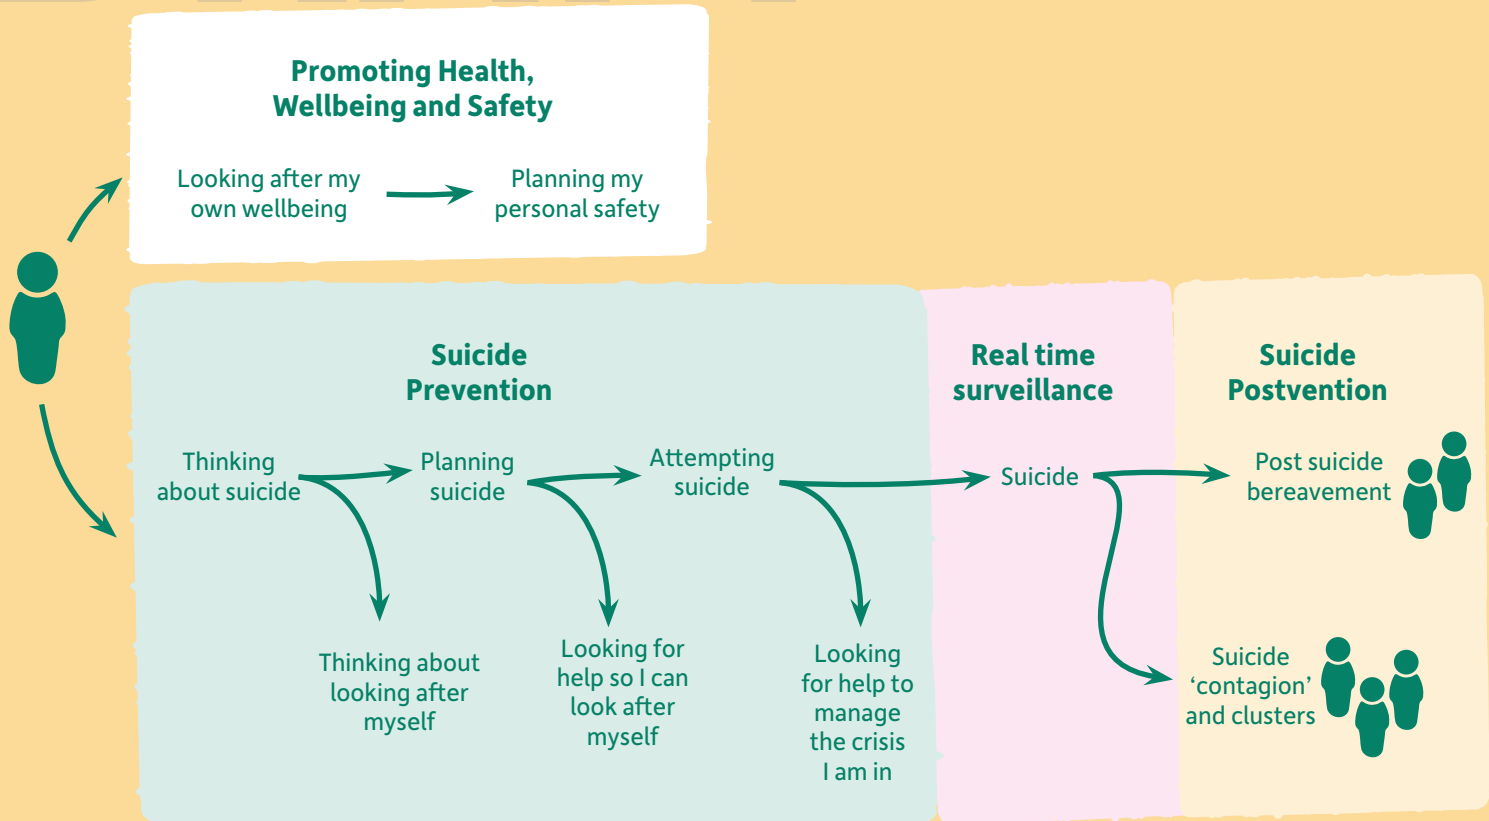 Promoting Health,
Wellbeing and Safety
Looking after my
own wellbeing
Planning my
personal safety
Suicide
Prevention
Thinking
about suicide
Planning
suicide
Attempting
suicide
Thinking about
looking after
myself
Looking for
help so I can
look after
myself
Looking
for help to
manage
the crisis
I am in
Real time
surveillance
Suicide
Suicide
Postvention
Post suicide
bereavement
Suicide
‘contagion’
and clusters